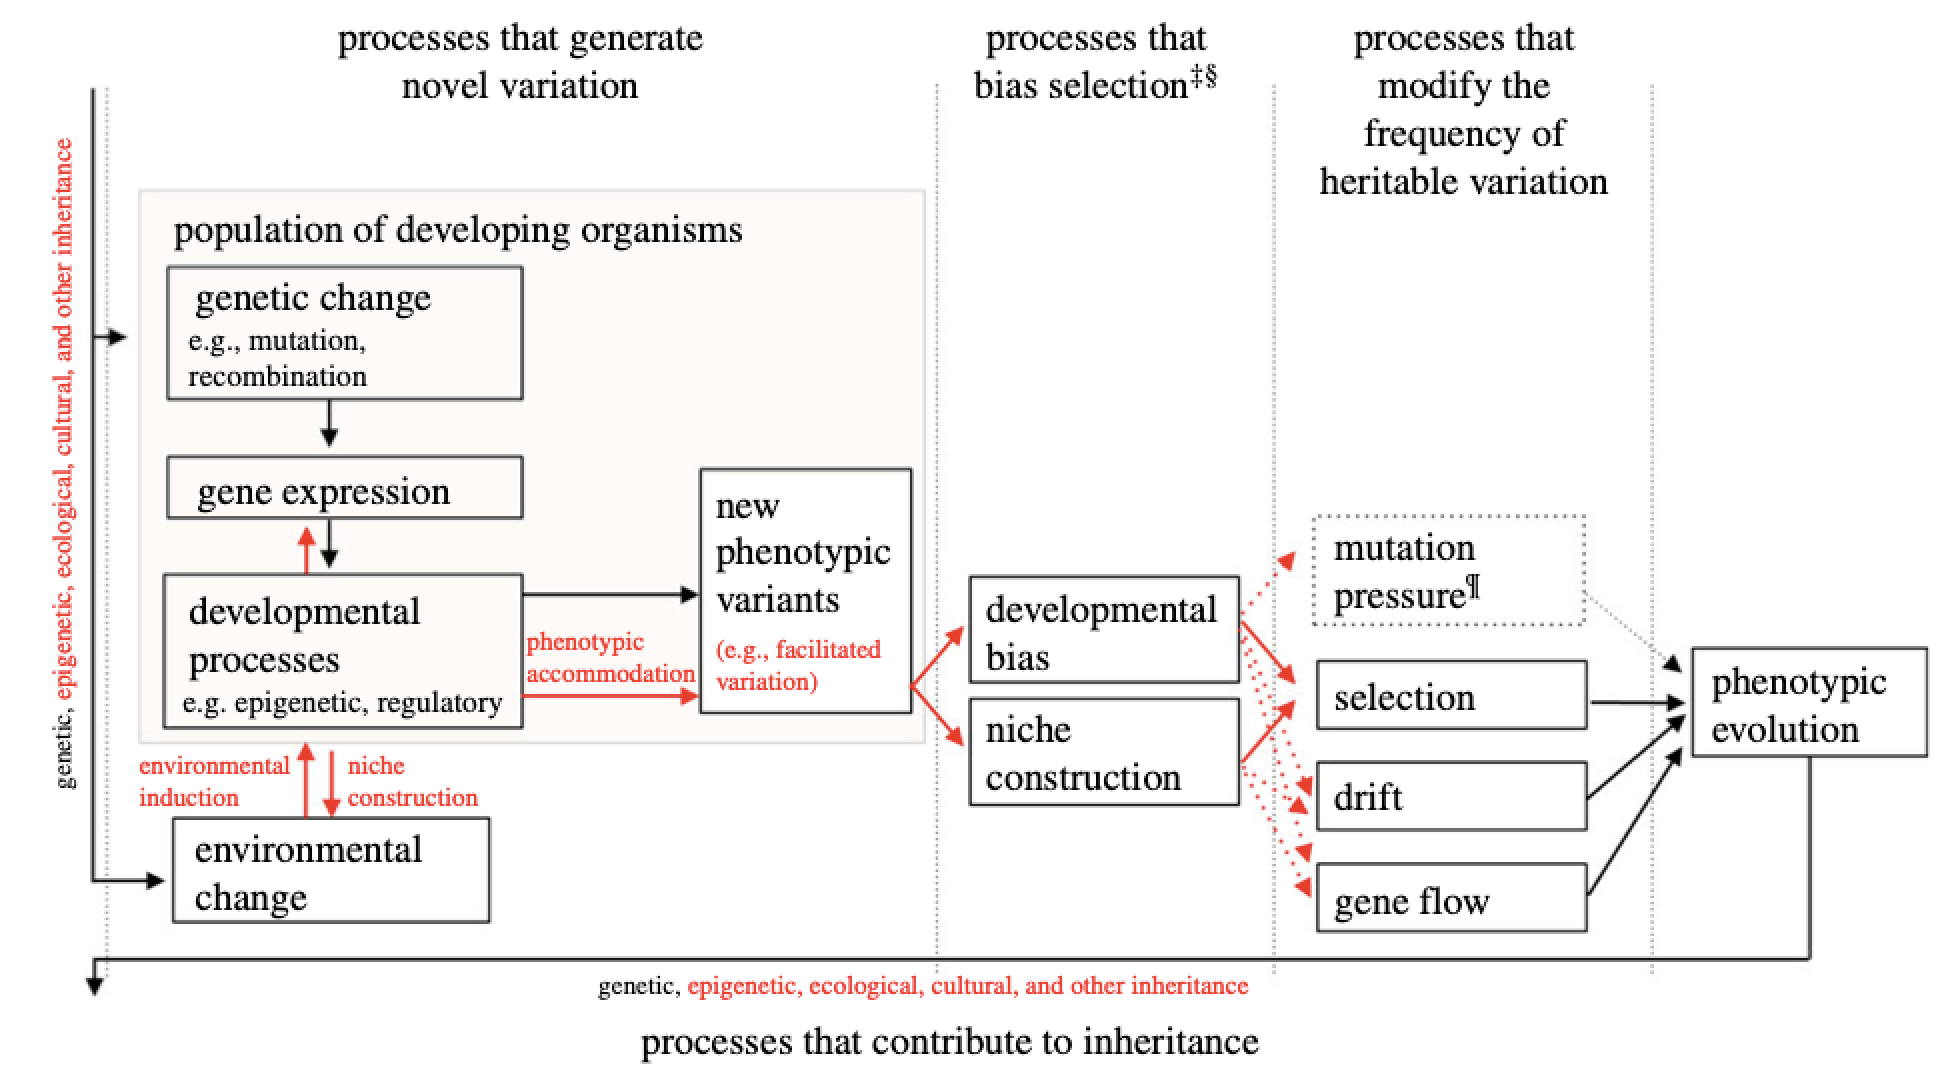 processes that generate
novel variation
processes that
bias selection‡§
processes that
modify the
frequency of
heritable variation
genetic, epigenetic, ecological, cultural, and other inheritance
population of developing organisms
genetic change
e.g., mutation,
recombination
gene expression
developmental
processes
e.g. epigenetic, regulatory
phenotypic
accommodation
new
phenotypic
variants
(e.g., facilitated
variation)
environmental
induction
niche
construction
environmental
change
developmental
bias
niche
construction
mutation
pressure¶
selection
drift
gene flow
phenotypic
evolution
genetic, epigenetic, ecological, cultural, and other inheritance
processes that contribute to inheritance